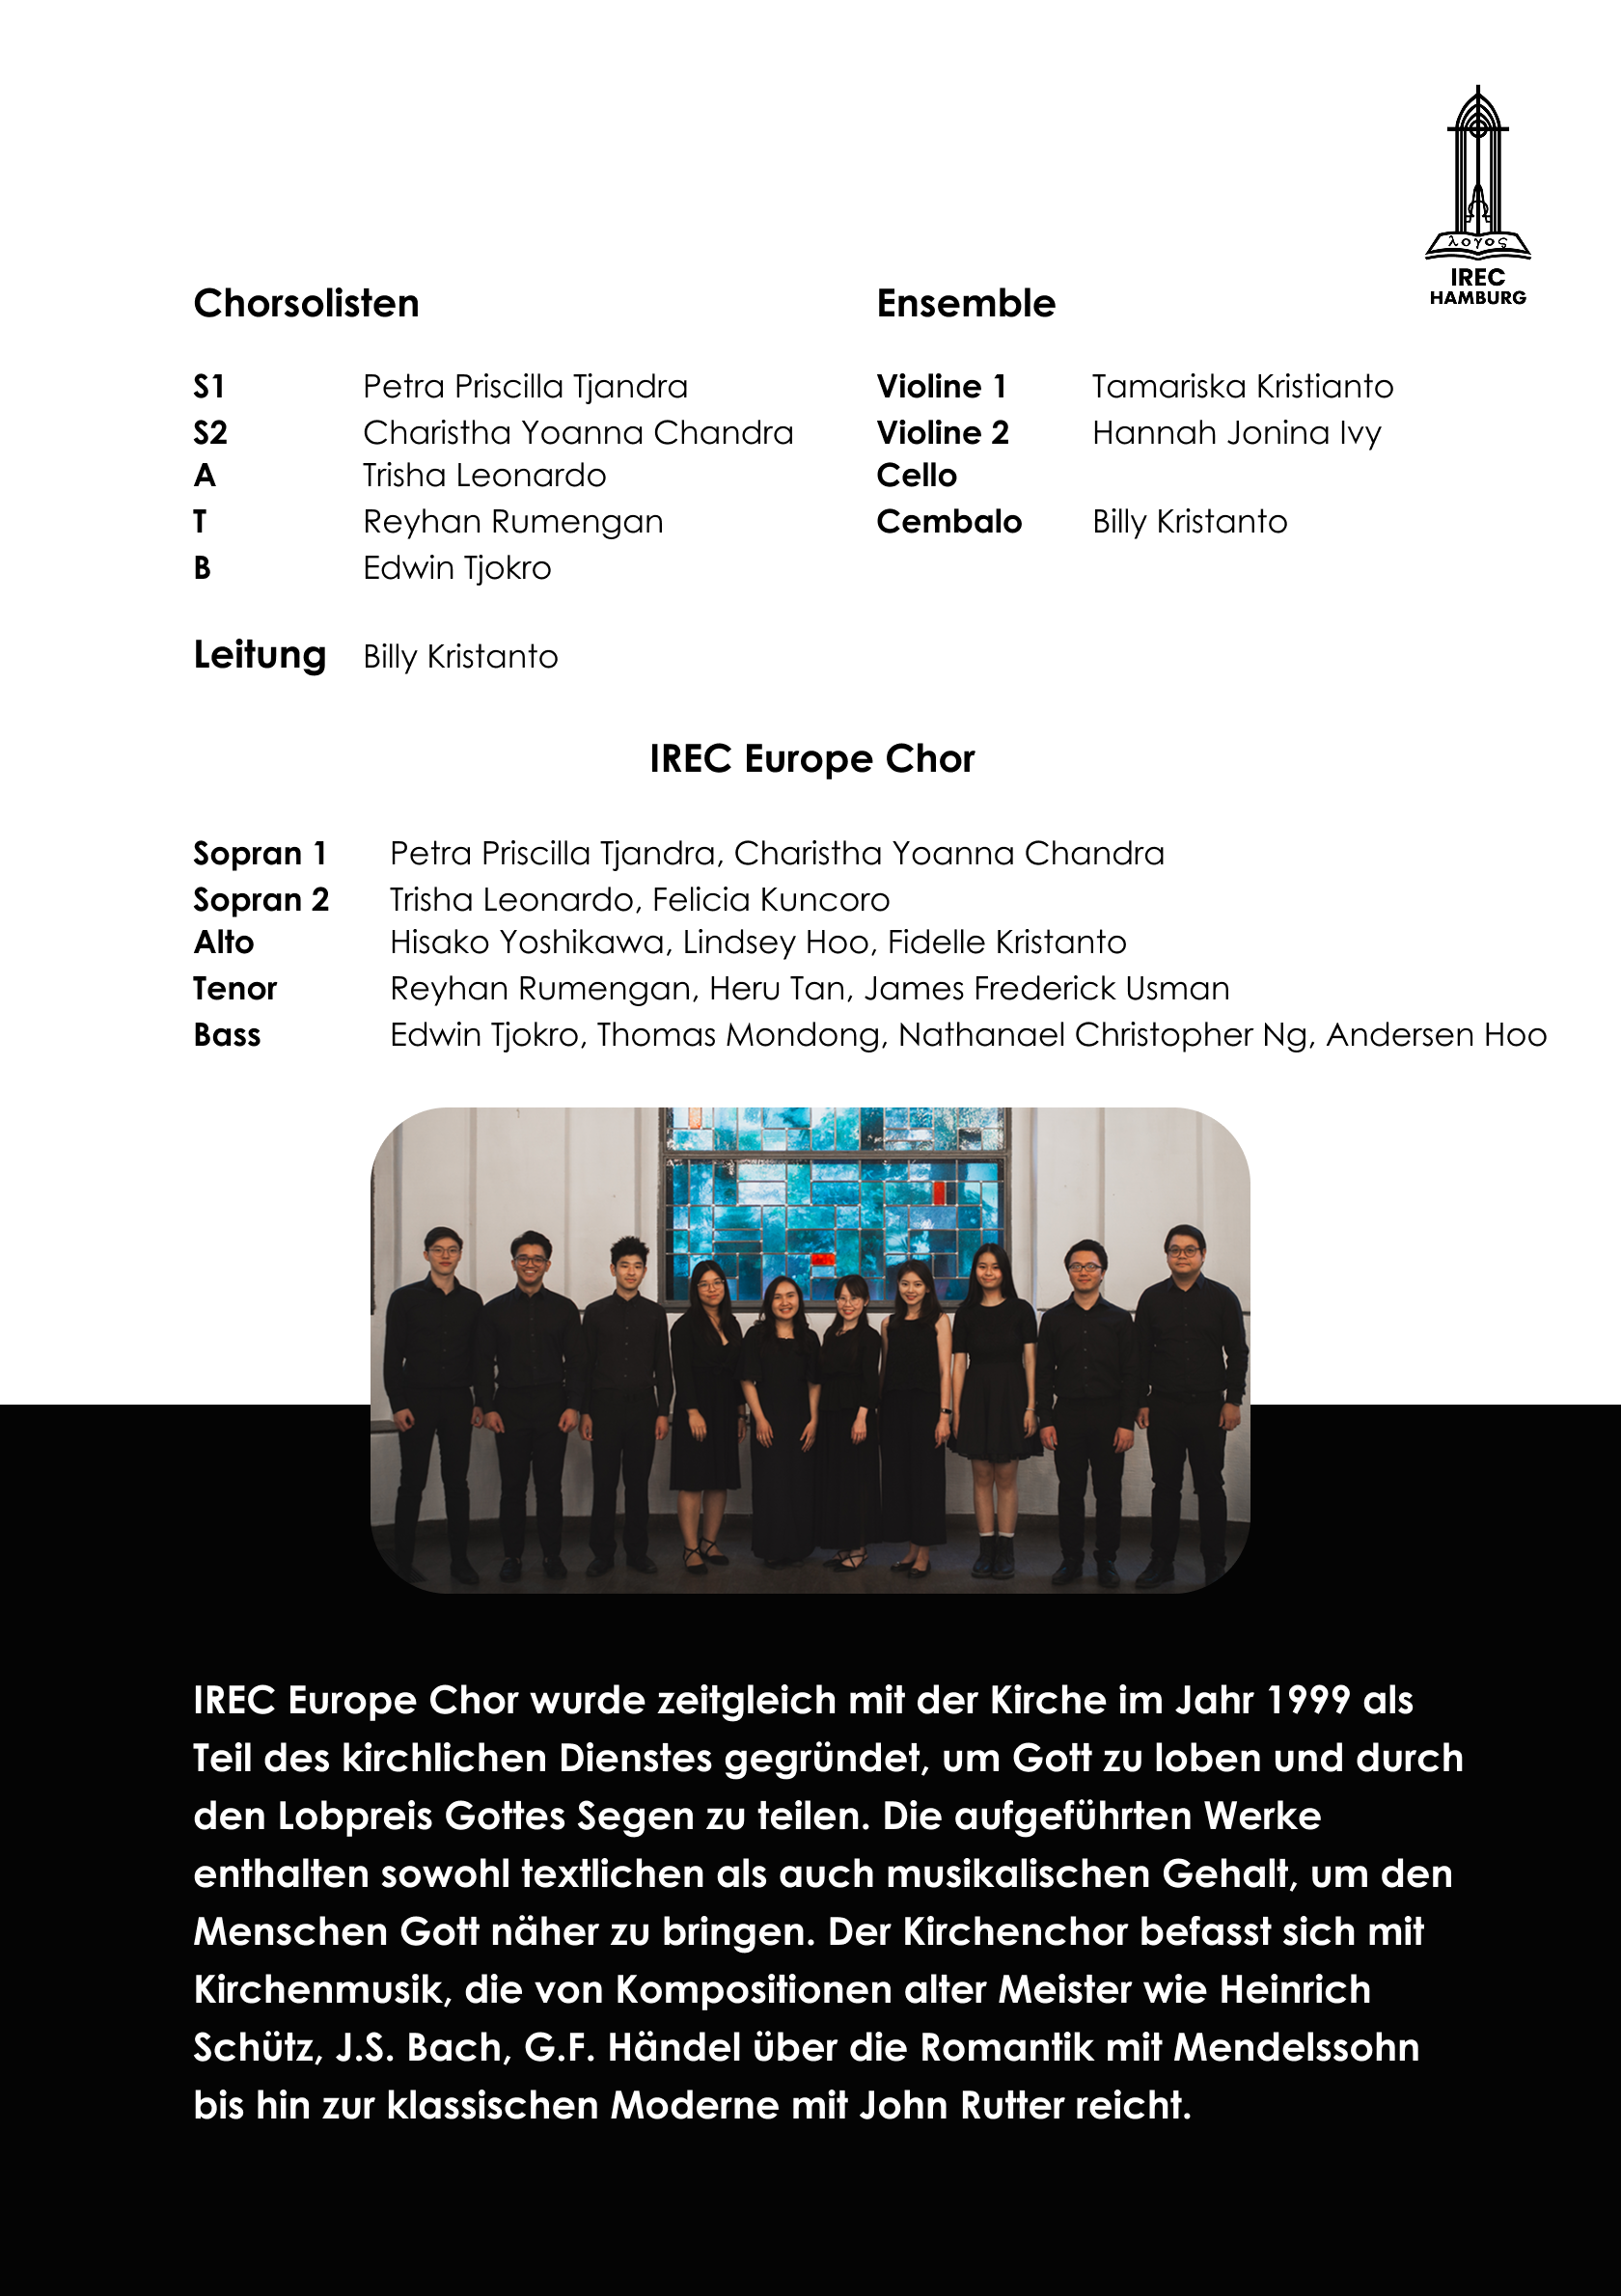 λογος
IREC
HAMBURG
Chorsolisten
S1 Petra Priscilla Tjandra
S2 Charistha Yoanna Chandra
A Trisha Leonardo
T Reyhan Rumengan
B Edwin Tjokro
Leitung Billy Kristanto
Ensemble
Violine 1 Tamariska Kristianto
Violine 2 Hannah Jonina Ivy
Cello
Cembalo Billy Kristanto
IREC Europe Chor
Sopran 1 Petra Priscilla Tjandra, Charistha Yoanna Chandra
Sopran 2 Trisha Leonardo, Felicia Kuncoro
Alto Hisako Yoshikawa, Lindsey Hoo, Fidelle Kristanto
Tenor Reyhan Rumengan, Heru Tan, James Frederick Usman
Bass Edwin Tjokro, Thomas Mondong, Nathanael Christopher Ng, Andersen Hoo
IREC Europe Chor wurde zeitgleich mit der Kirche im Jahr 1999 als
Teil des kirchlichen Dienstes gegründet, um Gott zu loben und durch
den Lobpreis Gottes Segen zu teilen. Die aufgeführten Werke
enthalten sowohl textlichen als auch musikalischen Gehalt, um den
Menschen Gott näher zu bringen. Der Kirchenchor befasst sich mit
Kirchenmusik, die von Kompositionen alter Meister wie Heinrich
Schütz, J.S. Bach, G.F. Händel über die Romantik mit Mendelssohn
bis hin zur klassischen Moderne mit John Rutter reicht.